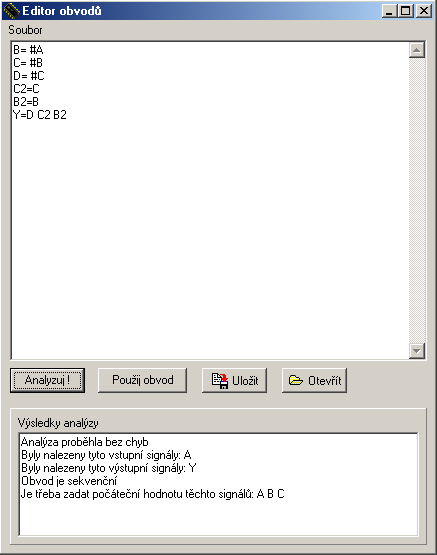 Editor obvodů
Soubor
B= #A
C= #B
D= #C
C2=C
B2=B
Y=D C2 B2
Analyzuj !
Použij obvod
Uložit
Otevřít
Výsledky analýzy
Analýza proběhla bez chyb
Byly nalezeny tyto vstupní signály: A
Byly nalezeny tyto výstupní signály: Y
Obvod je sekvenční
Je třeba zadat počáteční hodnotu těchto signálů: A B C